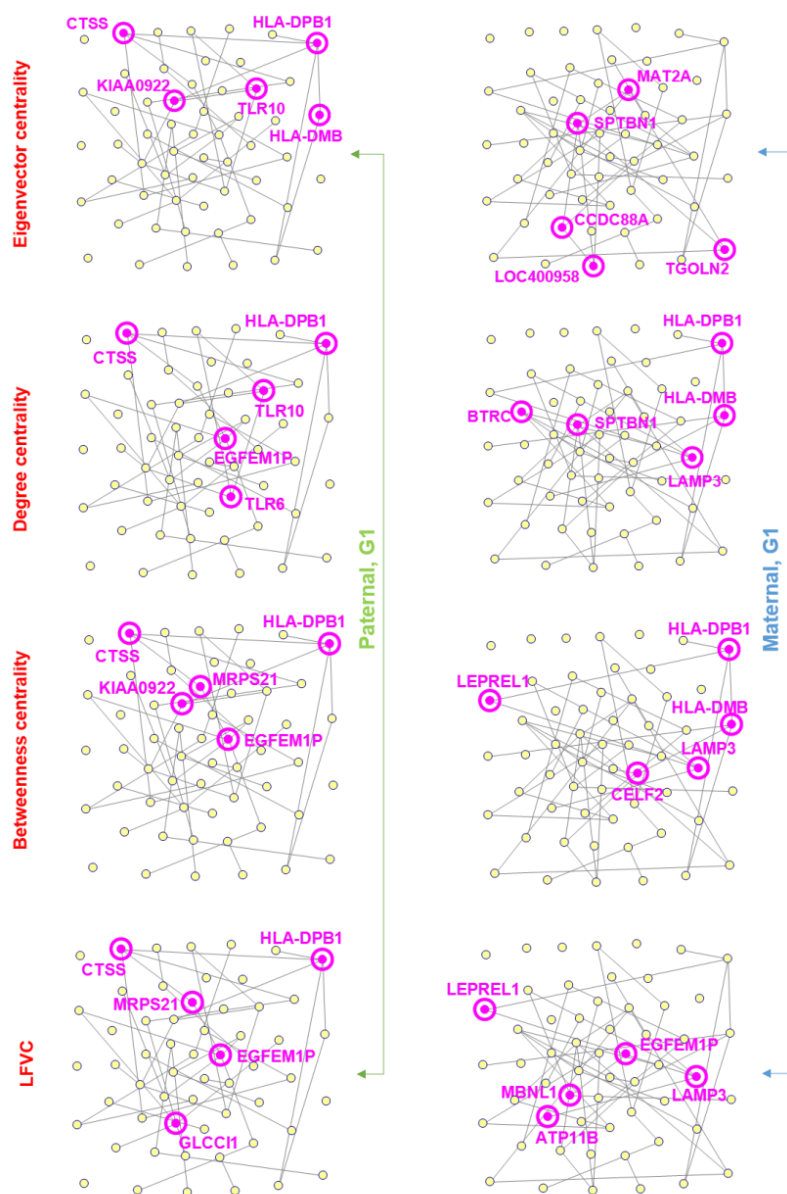 Eigenvector centrality
CTSS
HLA-DPB1
KIAA0922
TLR10
HLA-DMB
MAT2A
SPTBN1
CCDC88A
LOC400958
TGOLN2
Degree centrality
HLA-DPB1
CTSS
TLR10
EGFEM1P
TLR6
HLA-DPB1
HLA-DMB
BTRC
SPTBN1
LAMP3
Paternal, G1
Maternal, G1
Betweenness centrality
HLA-DPB1
CTSS
MRPS21
KIAA0922
EGFEM1P
HLA-DPB1
LEPREL1
HLA-DMB
LAMP3
CELF2
LFVC
HLA-DPB1
CTSS
MRPS21
EGFEM1P
GLCCI1
LEPREL1
EGFEM1P
MBNL1
LAMP3
ATP11B